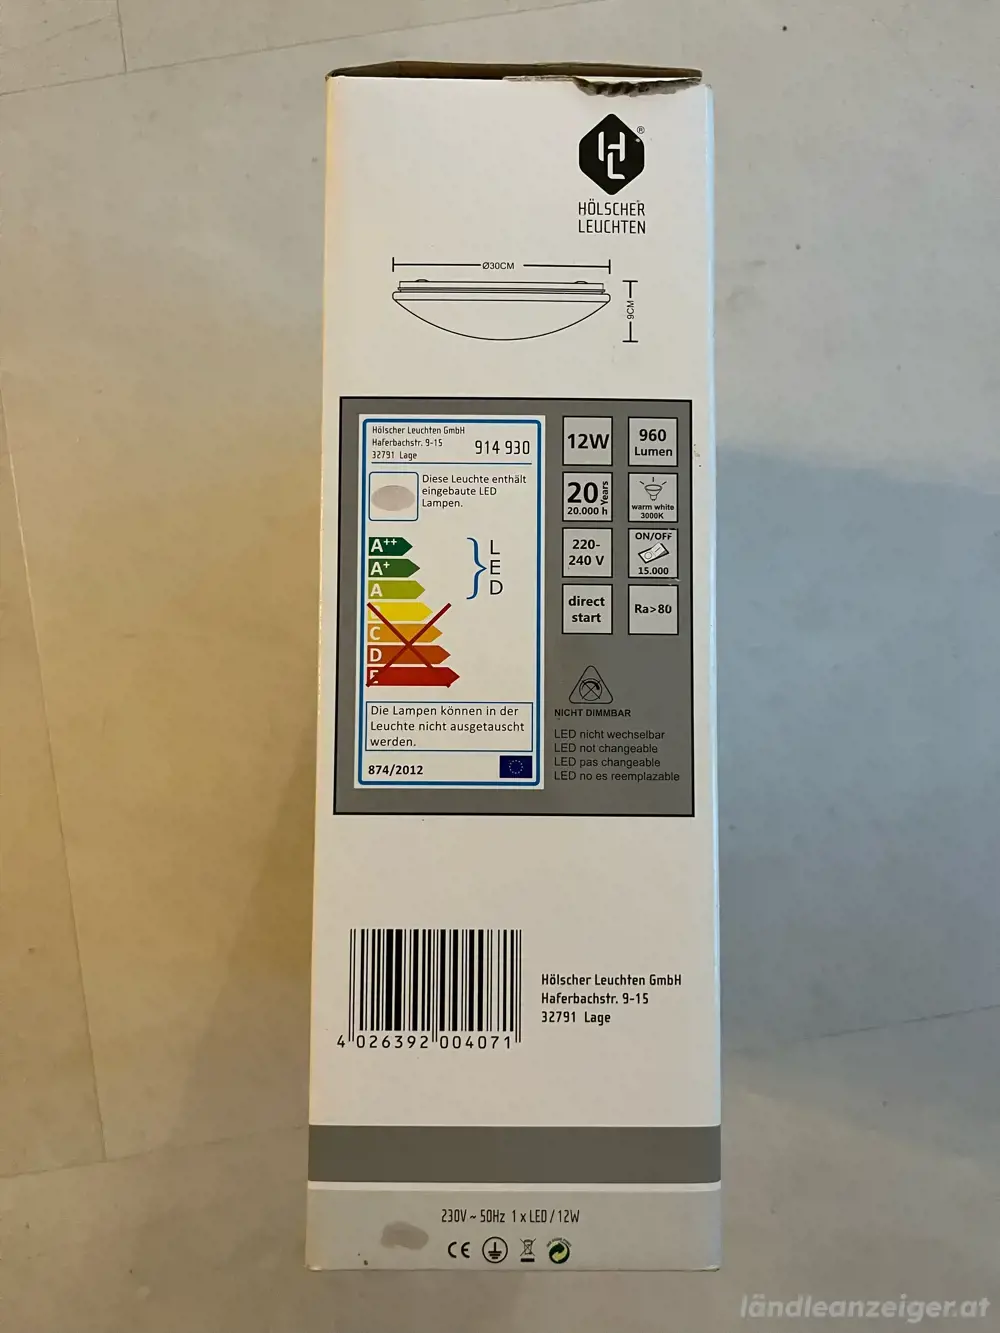 HL®
HÖLSCHER
LEUCHTEN
Ø30CM
9CM
Hölscher Leuchten GmbH
Haferbachstr. 9-15
32791 Lage
914 930
Diese Leuchte enthält
eingebaute LED
Lampen.
A++
A+
A
C
D
E
L
E
D
Die Lampen können in der
Leuchte nicht ausgetauscht
werden.
874/2012
12W
960
Lumen
20 Years
20.000 h
warm white
3000K
220-
240 V
ON/OFF
15.000
direct
start
Ra>80
NICHT DIMMBAR
LED nicht wechselbar
LED not changeable
LED pas changeable
LED no es reemplazable
4 026392 004071
Hölscher Leuchten GmbH
Haferbachstr. 9-15
32791 Lage
230V ~ 50Hz 1 x LED / 12W
CE
ländleanzeiger.at